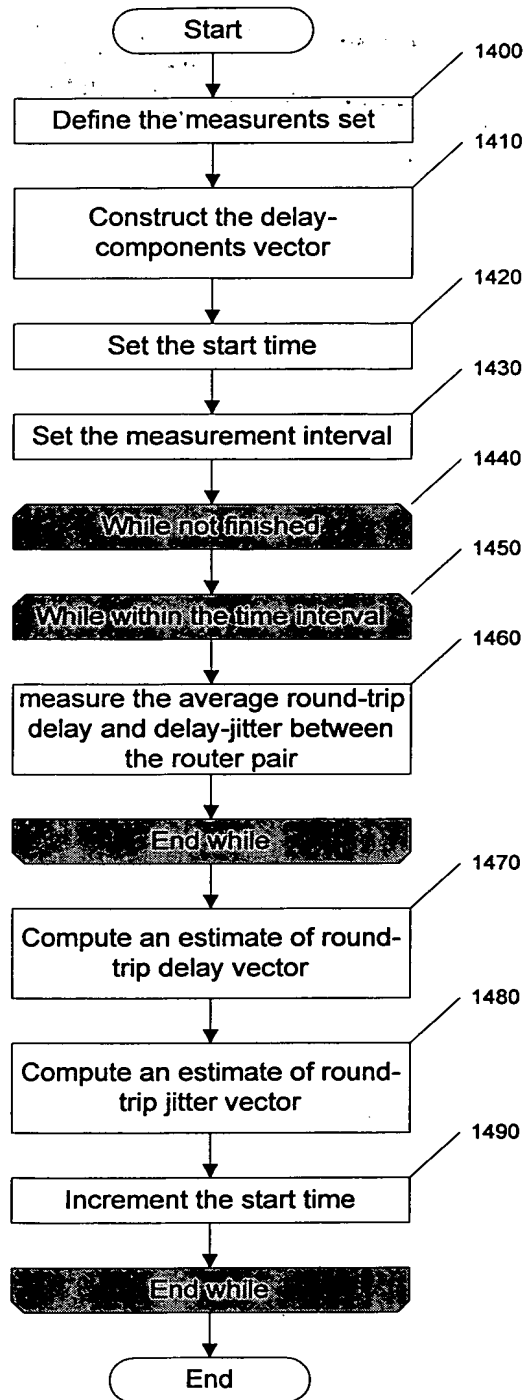 Start
1400
Define the measurents set
1410
Construct the delay-
components vector
1420
Set the start time
1430
Set the measurement interval
1440
While not finished
1450
While within the time interval
1460
measure the average round-trip
delay and delay-jitter between
the router pair
End while
1470
Compute an estimate of round-
trip delay vector
1480
Compute an estimate of round-
trip jitter vector
1490
Increment the start time
End while
End